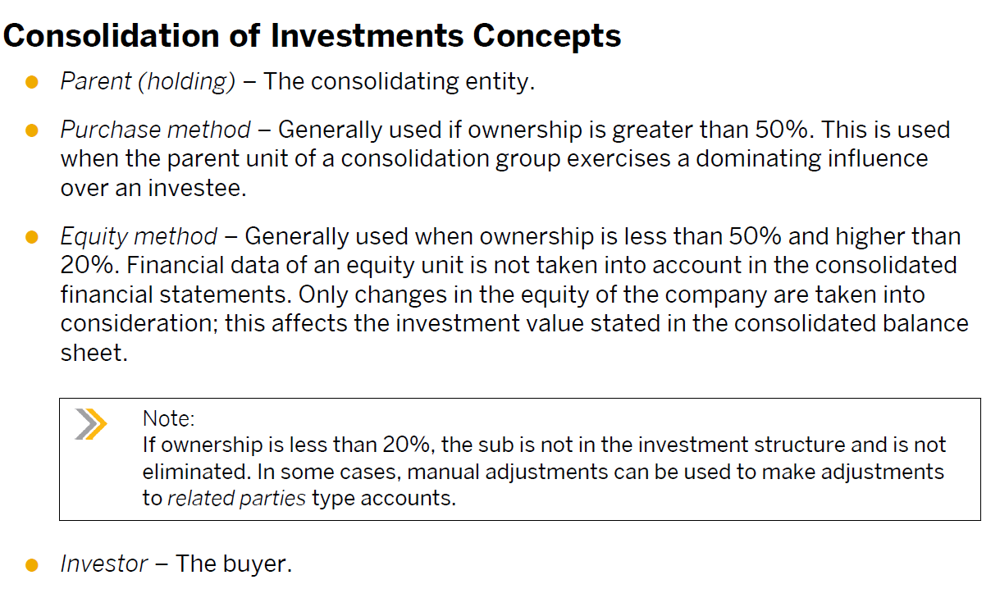 Consolidation of Investments Concepts
Parent (holding) – The consolidating entity.
Purchase method – Generally used if ownership is greater than 50%. This is used
when the parent unit of a consolidation group exercises a dominating influence
over an investee.
Equity method – Generally used when ownership is less than 50% and higher than
20%. Financial data of an equity unit is not taken into account in the consolidated
financial statements. Only changes in the equity of the company are taken into
consideration; this affects the investment value stated in the consolidated balance
sheet.
Note:
If ownership is less than 20%, the sub is not in the investment structure and is not
eliminated. In some cases, manual adjustments can be used to make adjustments
to related parties type accounts.
Investor – The buyer.